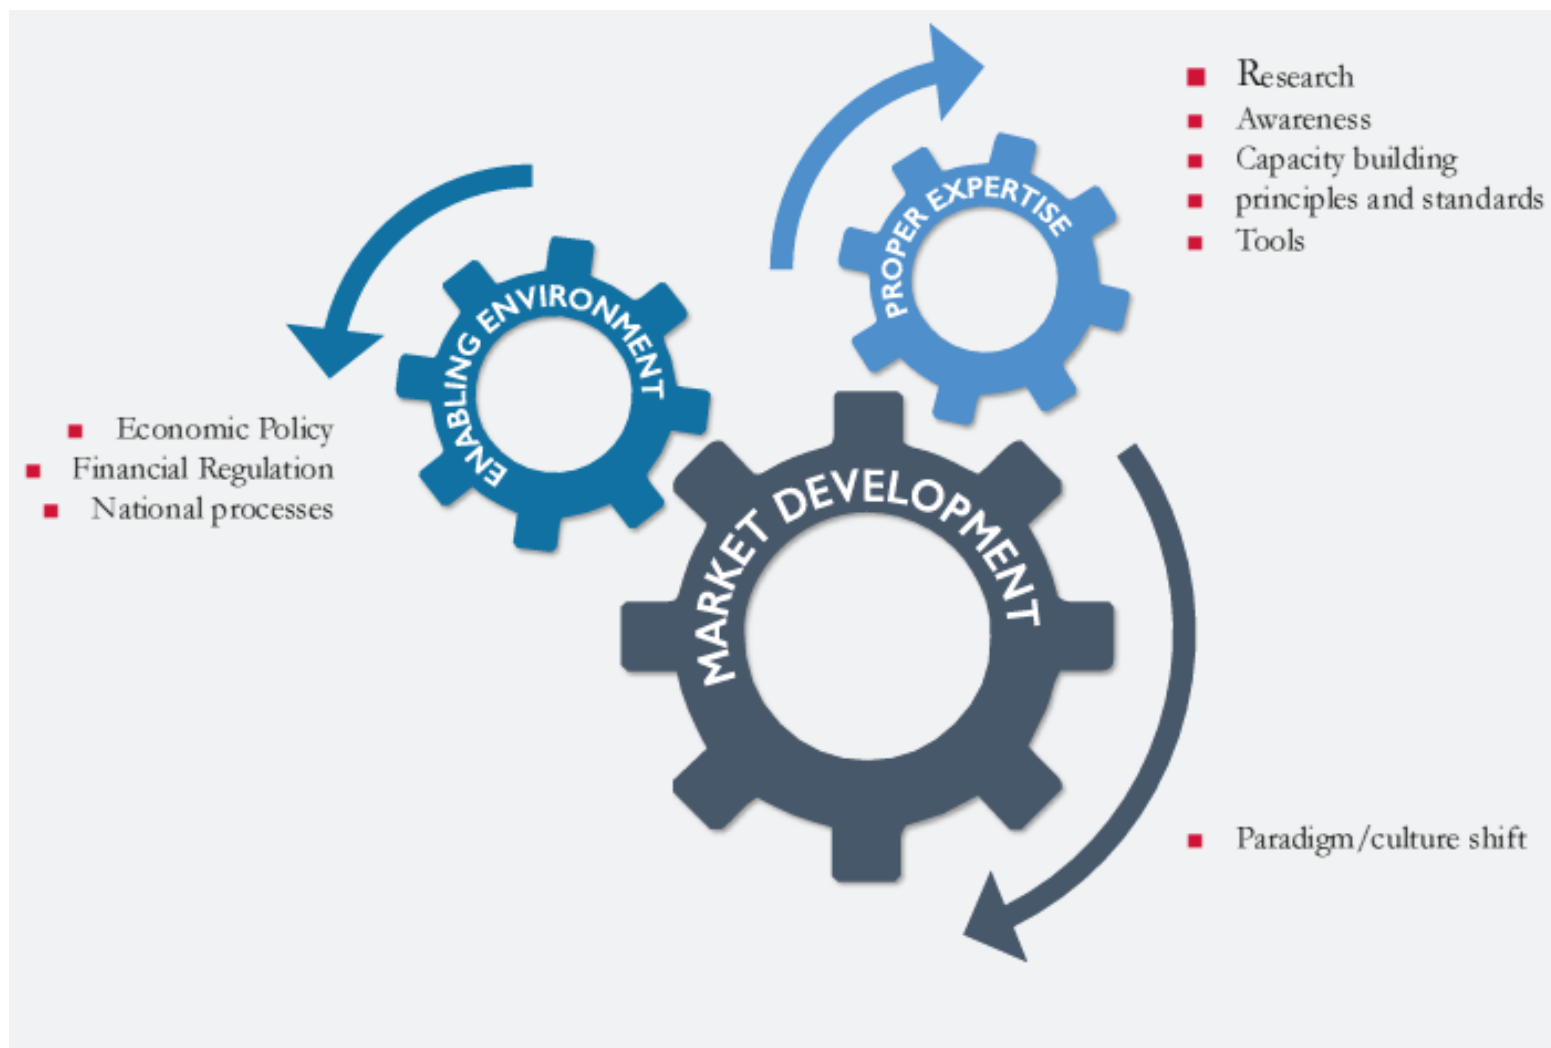 Research
Awareness
Capacity building
principles and standards
Tools
PROPER EXPERTISE
ENABLING ENVIRONMENT
Economic Policy
Financial Regulation
National processes
MARKET DEVELOPMENT
Paradigm/culture shift